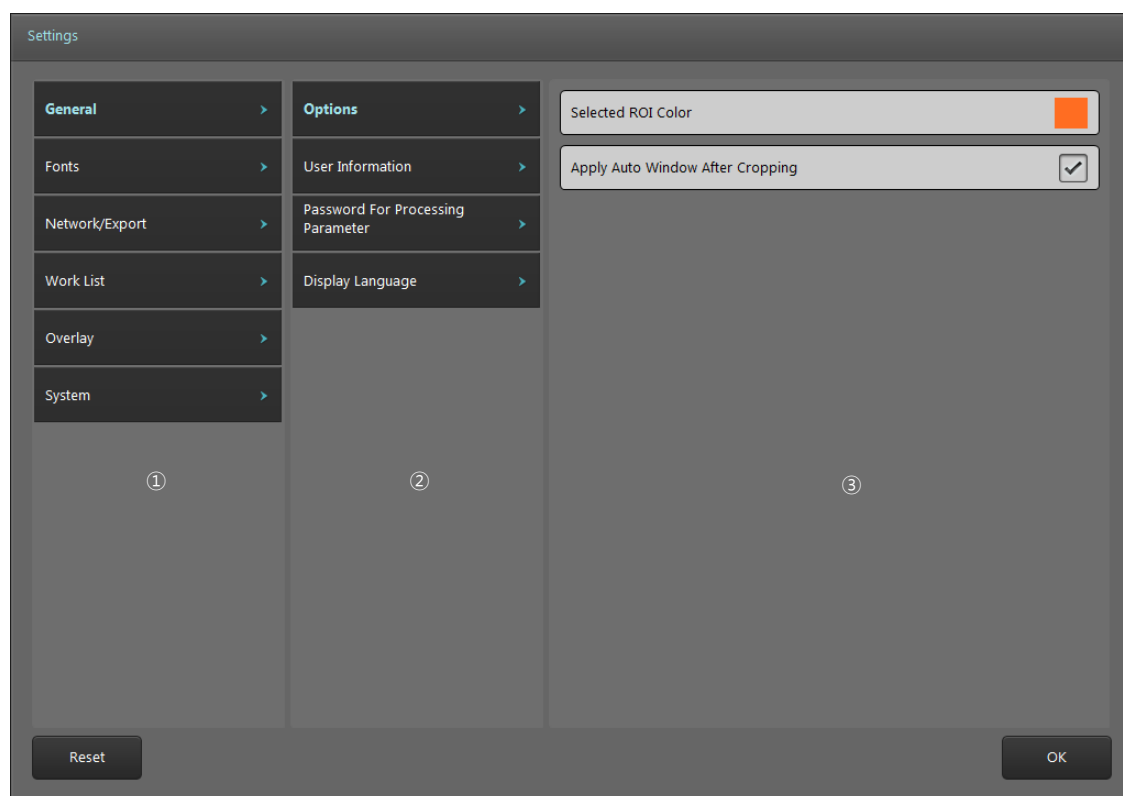 Settings
General
Fonts
Network/Export
Work List
Overlay
System
①
Options
User Information
Password For Processing
Parameter
Display Language
②
Selected ROI Color
Apply Auto Window After Cropping
③
Reset
OK